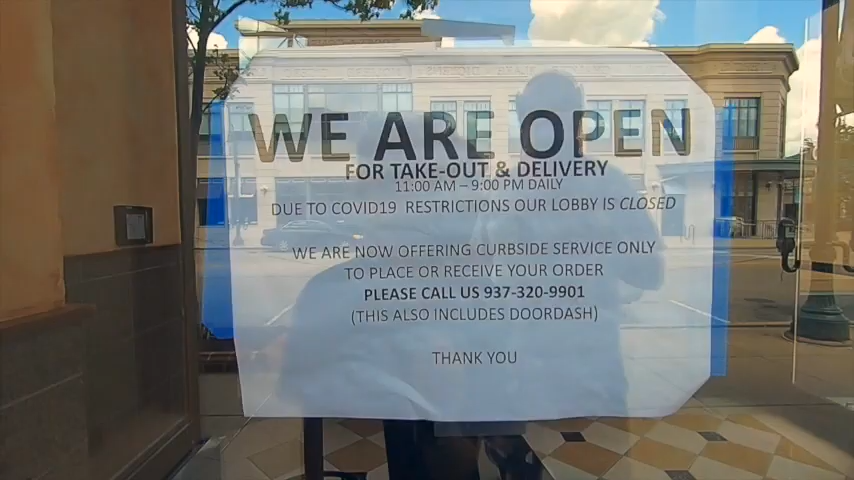 WE ARE OPEN
FOR TAKE-OUT & DELIVERY
11:00 AM – 9:00 PM DAILY
DUE TO COVID19 RESTRICTIONS OUR LOBBY IS CLOSED
WE ARE NOW OFFERING CURBSIDE SERVICE ONLY
TO PLACE OR RECEIVE YOUR ORDER
PLEASE CALL US 937-320-9901
(THIS ALSO INCLUDES DOORDASH)
THANK YOU